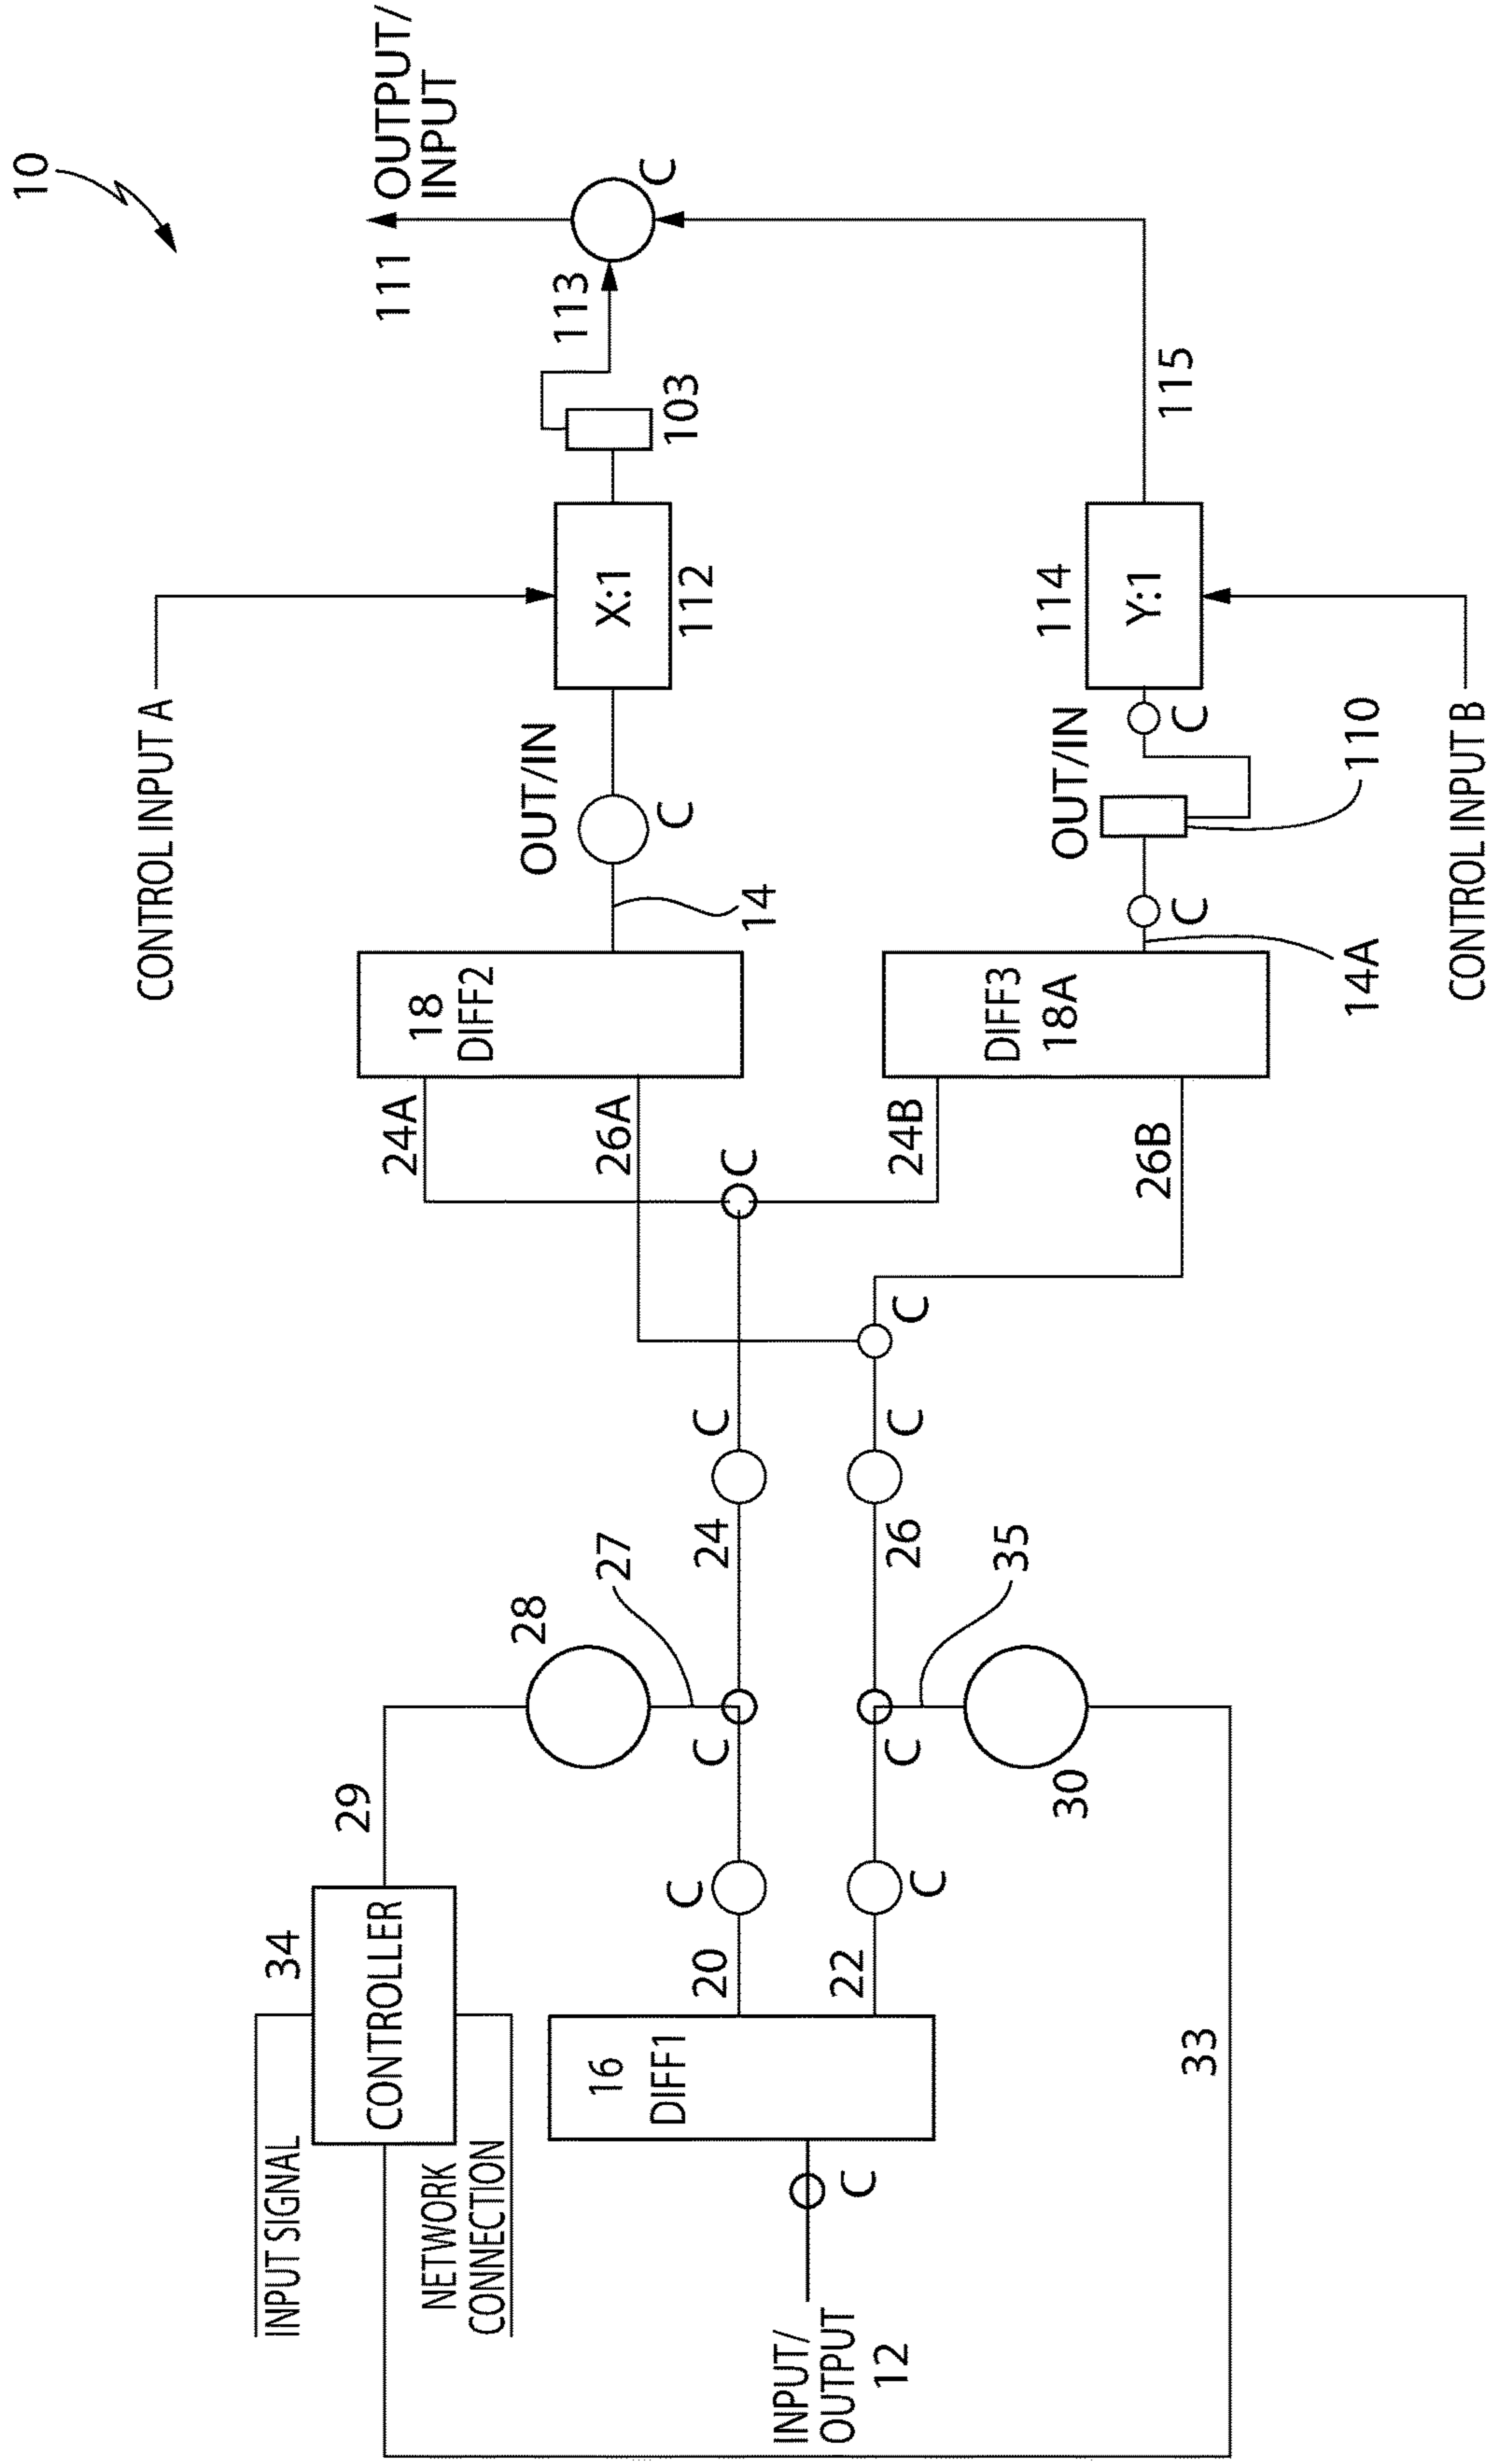 10
CONTROL INPUT A
INPUT SIGNAL
34
CONTROLLER
NETWORK
CONNECTION
29
28
27
24A
18
DIFF2
26A
OUT/IN
C
14
X:1
112
103
113
111
OUTPUT/
INPUT
C
16
DIFF1
INPUT/
OUTPUT
12
C
20
C
C
24
C
C
22
C
C
26
C
C
35
30
33
24B
26B
DIFF3
18A
OUT/IN
C
C
110
14A
114
Y:1
115
CONTROL INPUT B